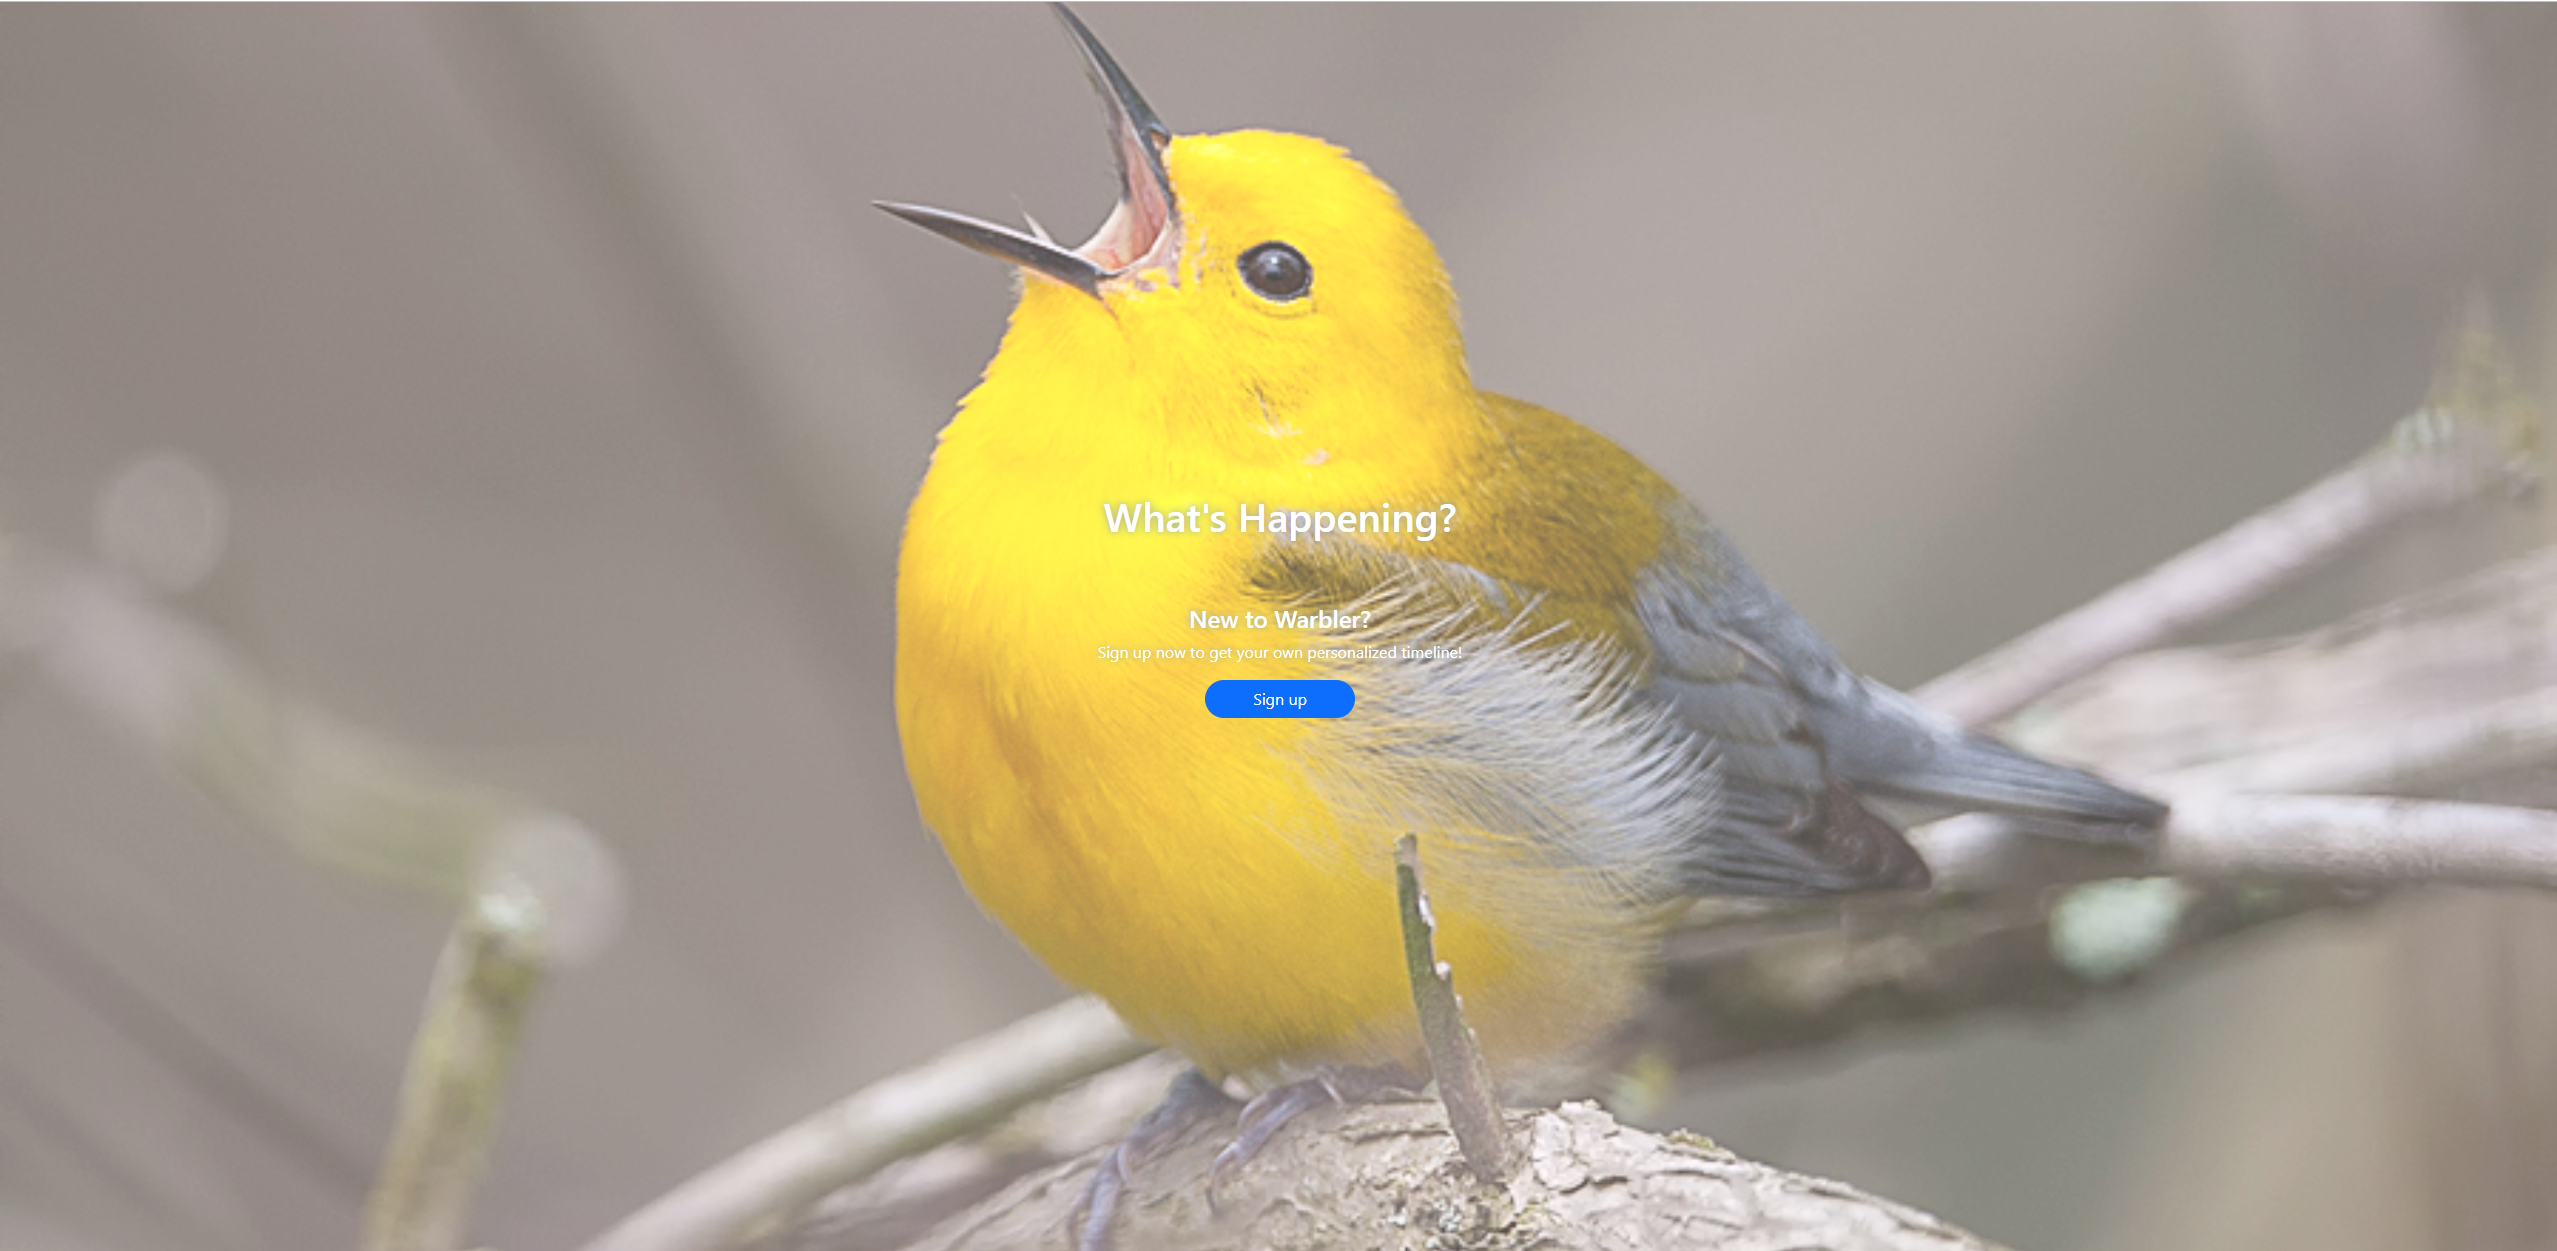 What's Happening?
New to Warbler?
Sign up now to get your own personalized timeline!
Sign up